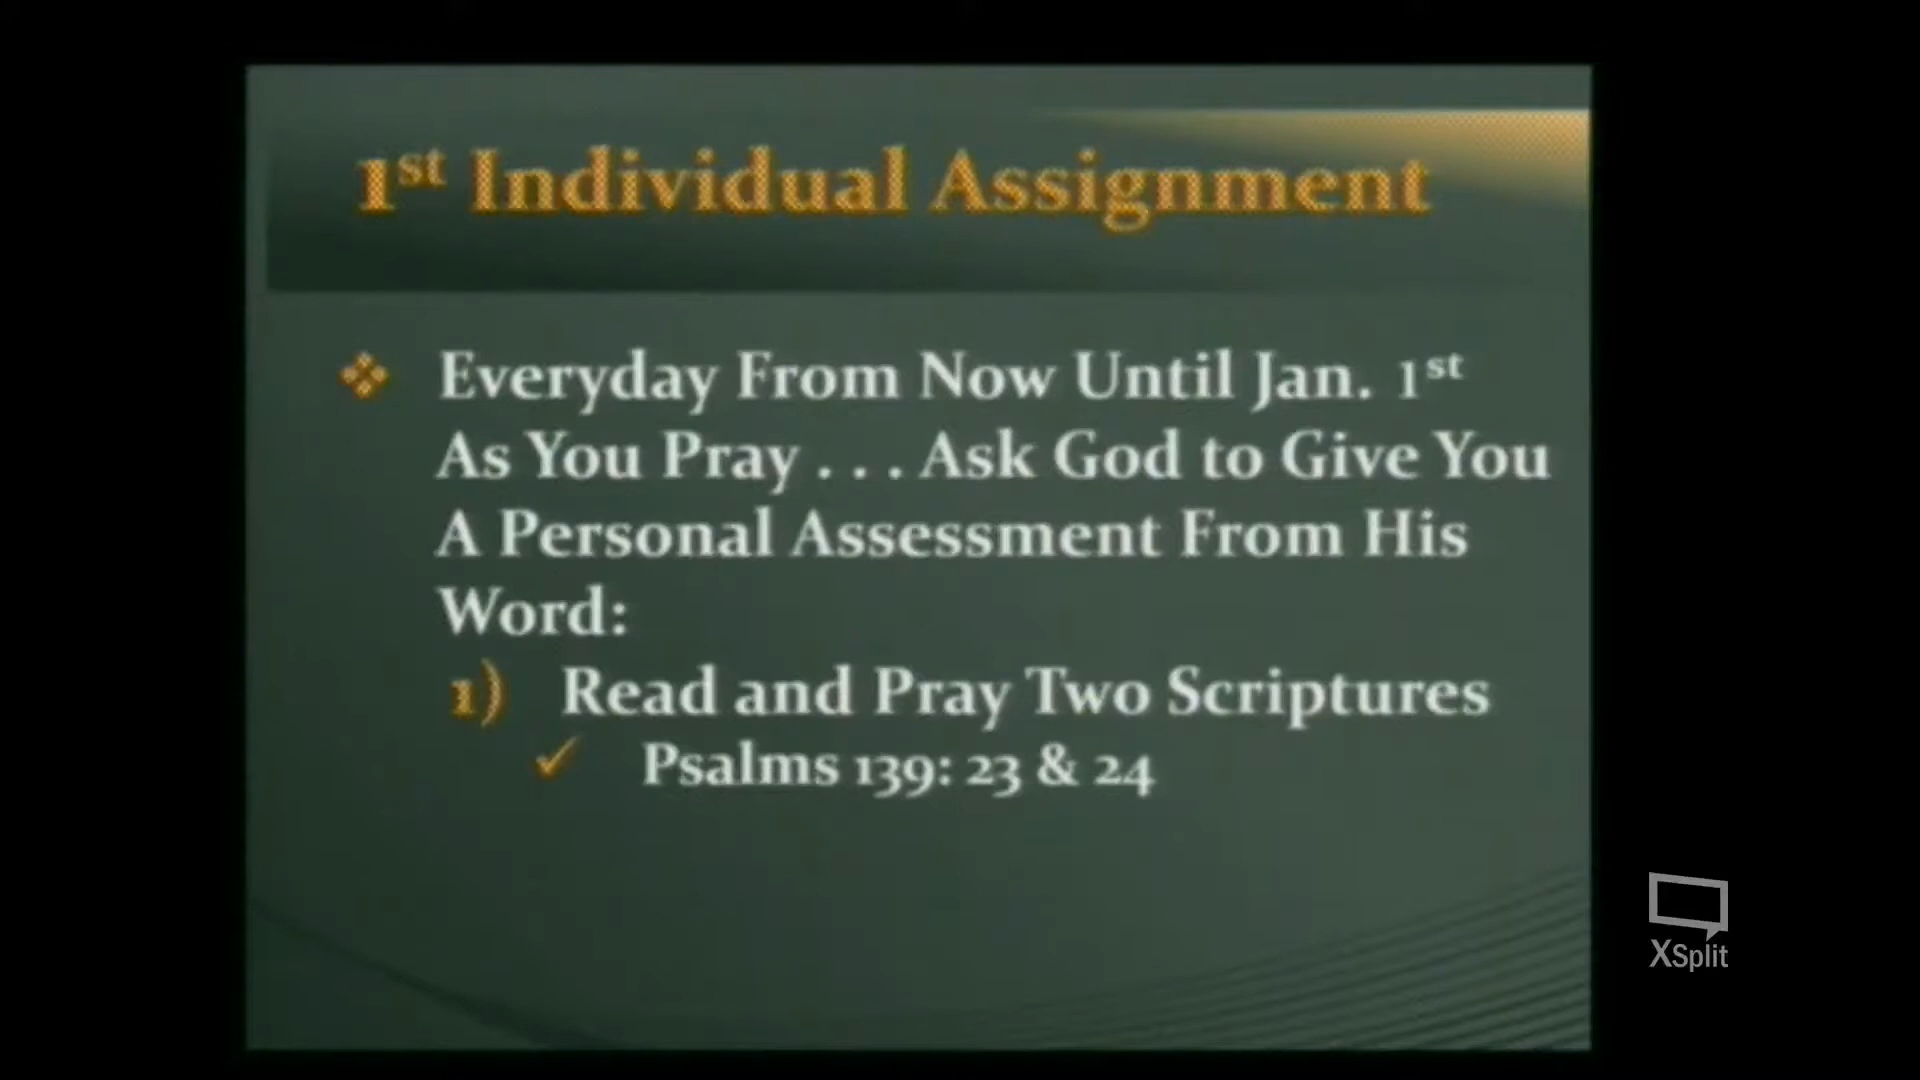 1st Individual Assignment
❖ Everyday From Now Until Jan. 1st
As You Pray . . . Ask God to Give You
A Personal Assessment From His
Word:
1) Read and Pray Two Scriptures
✓ Psalms 139: 23 & 24
XSplit